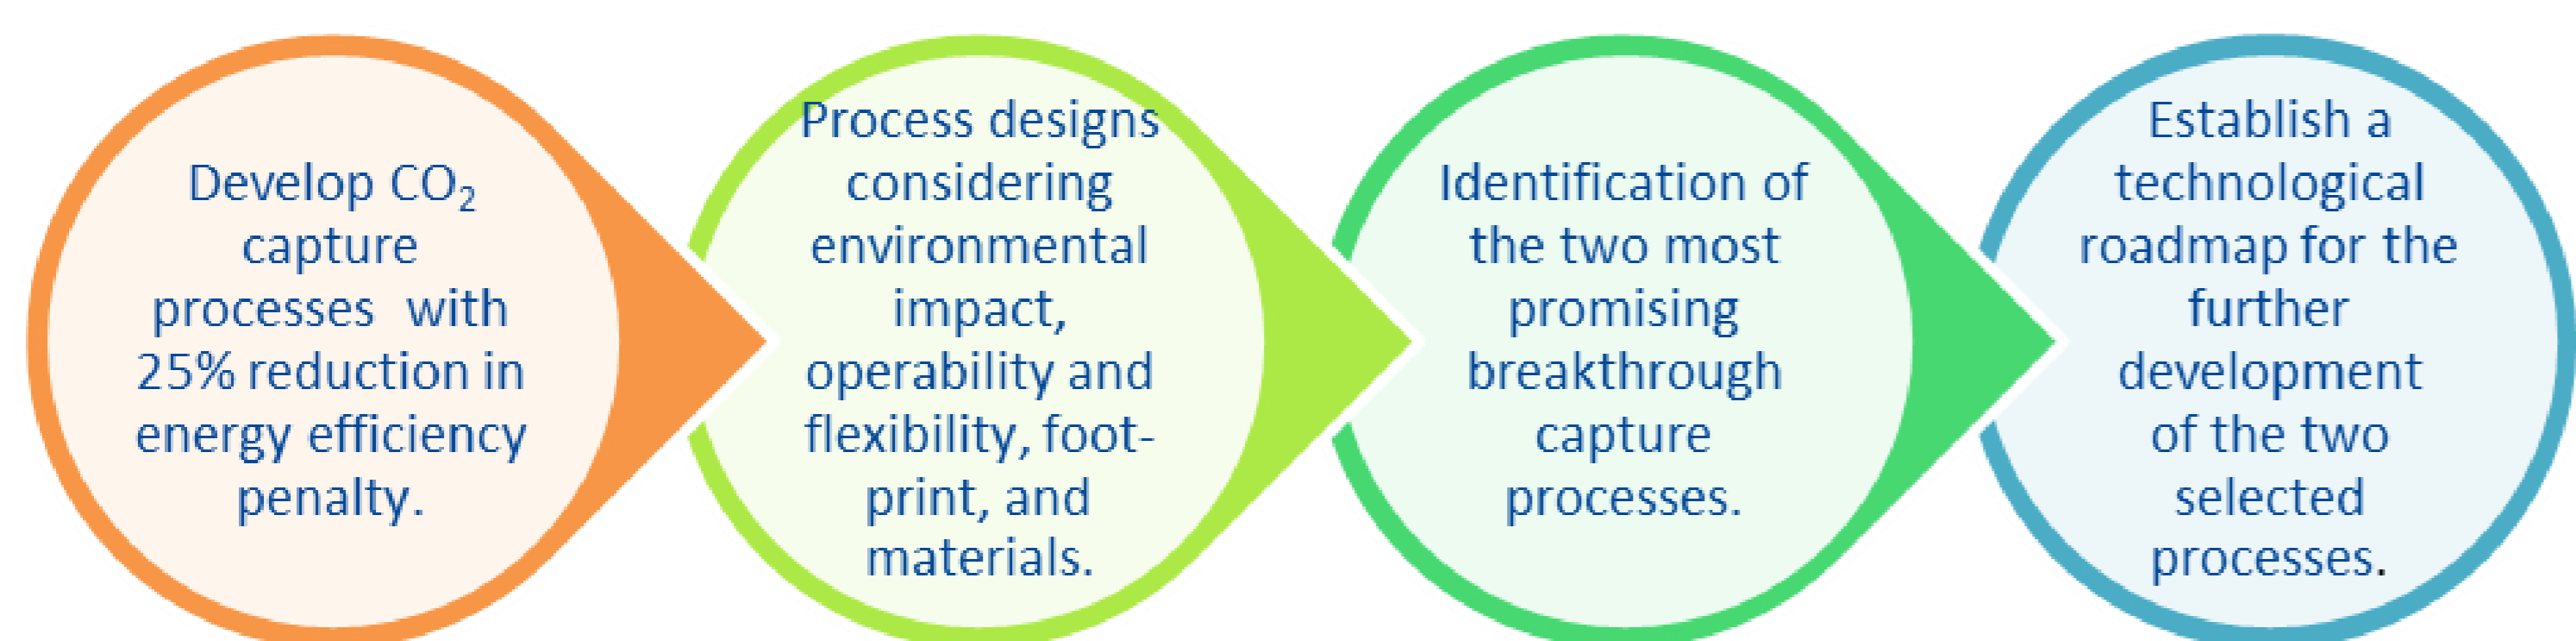 Develop CO₂
capture
processes with
25% reduction in
energy efficiency
penalty.
Process designs
considering
environmental
impact,
operability and
flexibility, foot-
print, and
materials.
Identification of
the two most
promising
breakthrough
capture
processes.
Establish a
technological
roadmap for the
further
development
of the two
selected
processes.